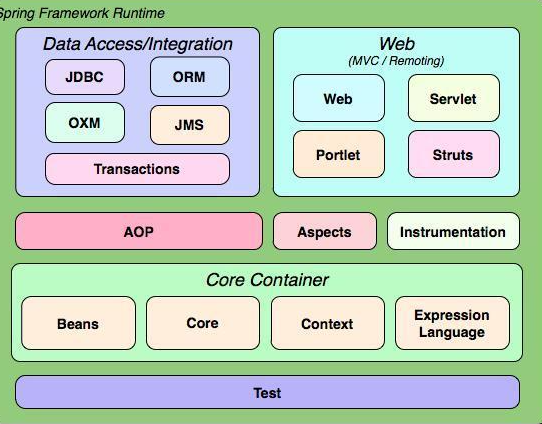 Spring Framework Runtime
Data Access/Integration
JDBC
ORM
OXM
JMS
Transactions
Web
(MVC / Remoting)
Web
Servlet
Portlet
Struts
AOP
Aspects
Instrumentation
Core Container
Beans
Core
Context
Expression
Language
Test